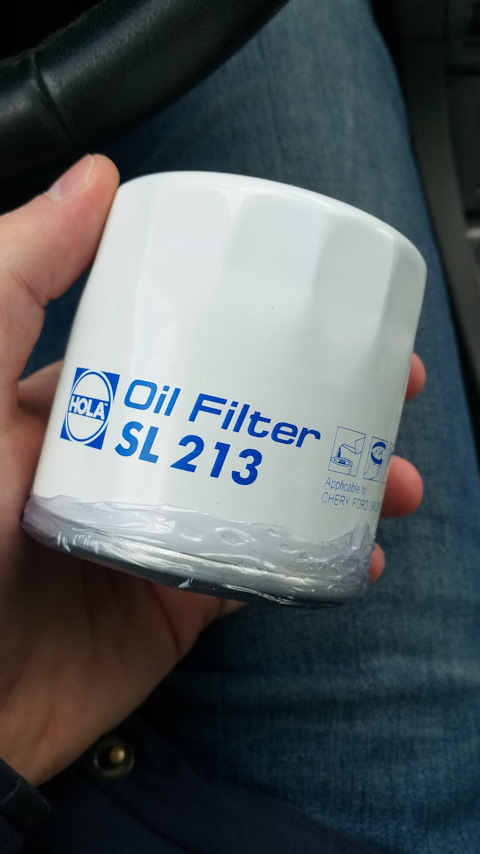 HOLA
Oil Filter
SL 213
Applicable to:
CHERY FORD